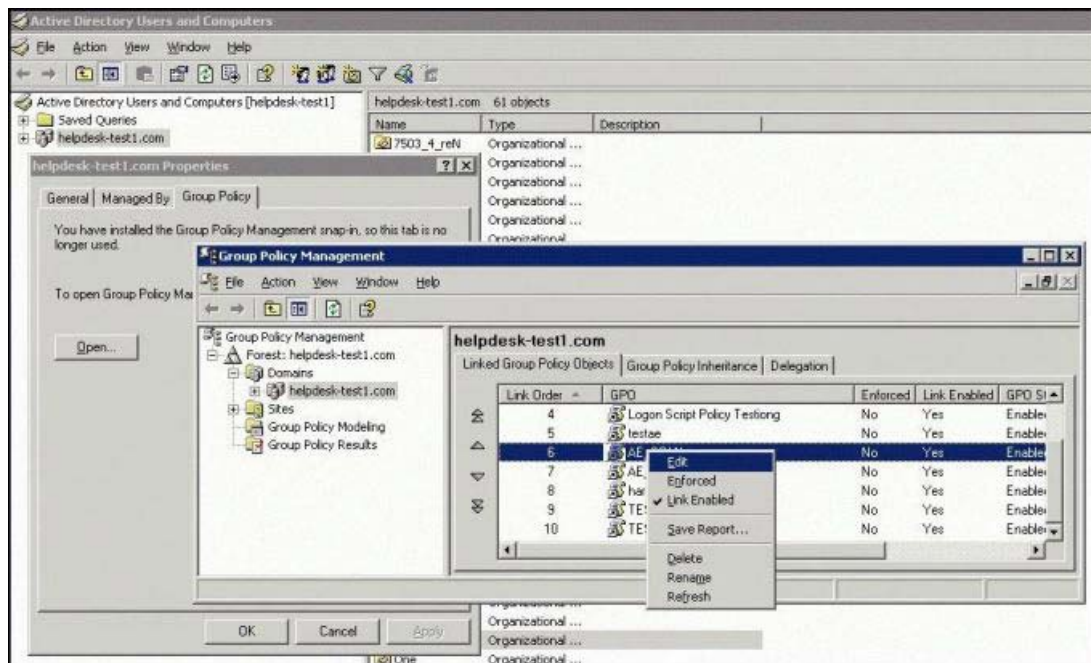 Active Directory Users and Computers
File Action View Window Help
Active Directory Users and Computers [helpdesk-test1]
Saved Queries
helpdesk-test1.com
helpdesk-test1.com 61 objects
Name Type Description
7503_4_reN Organizational ...
Organizational ...
Organizational ...
Organizational ...
Organizational ...
Organizational
helpdesk-test1.com Properties
General Managed By Group Policy
You have installed the Group Policy Management snap-in, so this tab is no
longer used.
To open Group Policy Ma
Open...
OK Cancel Apply
Group Policy Management
File Action View Window Help
Group Policy Management
Forest: helpdesk-test1.com
Domains
helpdesk-test1.com
Sites
Group Policy Modeling
Group Policy Results
helpdesk-test1.com
Linked Group Policy Objects Group Policy Inheritance Delegation
Link Order GPO Enforced Link Enabled GPO St
4 Logon Script Policy Testiong No Yes Enable
5 testae No Yes Enable
6 No Yes Enable
7 AE_ No Yes Enable
8 har No Yes Enable
9 TES No Yes Enable
10 TES No Yes Enable
Edit
Enforced
Link Enabled
Save Report...
Delete
Rename
Refresh
Organizational ...
Organizational ...
One Organizational ...